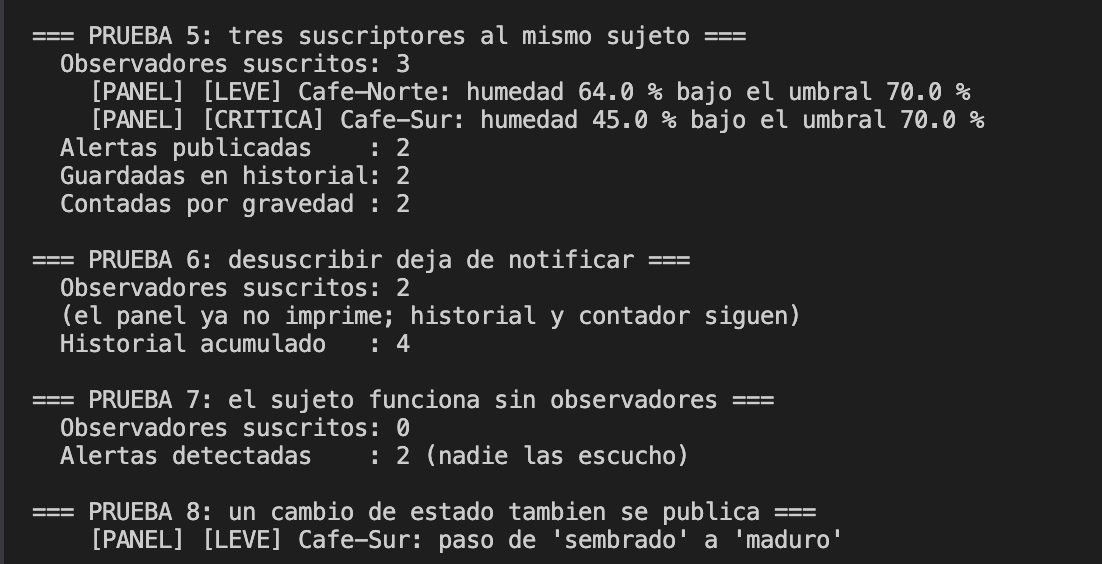 === PRUEBA 5: tres suscriptores al mismo sujeto ===
  Observadores suscritos: 3
    [PANEL] [LEVE] Cafe-Norte: humedad 64.0 % bajo el umbral 70.0 %
    [PANEL] [CRITICA] Cafe-Sur: humedad 45.0 % bajo el umbral 70.0 %
  Alertas publicadas    : 2
  Guardadas en historial: 2
  Contadas por gravedad : 2

=== PRUEBA 6: desuscribir deja de notificar ===
  Observadores suscritos: 2
  (el panel ya no imprime; historial y contador siguen)
  Historial acumulado   : 4

=== PRUEBA 7: el sujeto funciona sin observadores ===
  Observadores suscritos: 0
  Alertas detectadas    : 2 (nadie las escucho)

=== PRUEBA 8: un cambio de estado tambien se publica ===
    [PANEL] [LEVE] Cafe-Sur: paso de 'sembrado' a 'maduro'